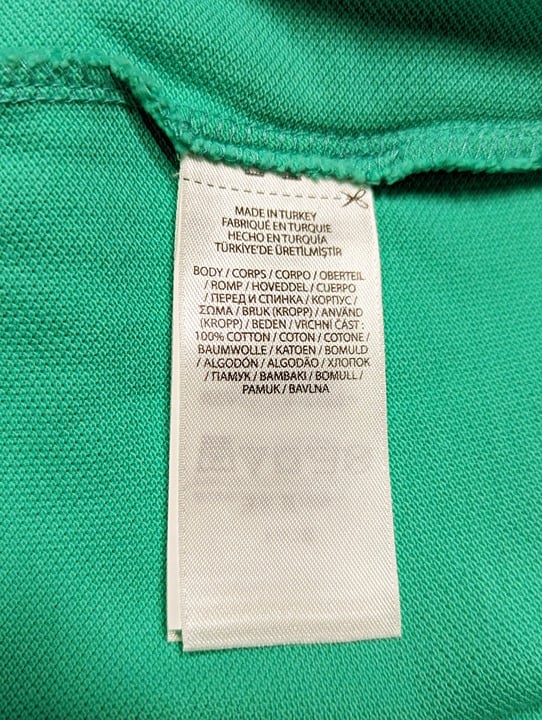 MADE IN TURKEY
FABRIQUÉ EN TURQUIE
HECHO EN TURQUÍA
TÜRKİYE'DE ÜRETİLMİŞTİR
BODY / CORPS / CORPO / OBERTEIL
/ ROMP / HOVEDDEL / CUERPO
/ ПЕРЕД И СПИНКА / КОРПУС /
ΣΩΜΑ / BRUK (KROPP) / ANVÄND
(KROPP) / BEDEN / VRCHNÍ ČÁST :
100% COTTON / COTON / COTONE /
BAUMWOLLE / KATOEN / BOMULD
/ ALGODÓN / ALGODÃO / ХЛОПОК
/ ПАМУК / ΒΑΜΒΑΚΙ / BOMULL /
PAMUK / BAVLNA